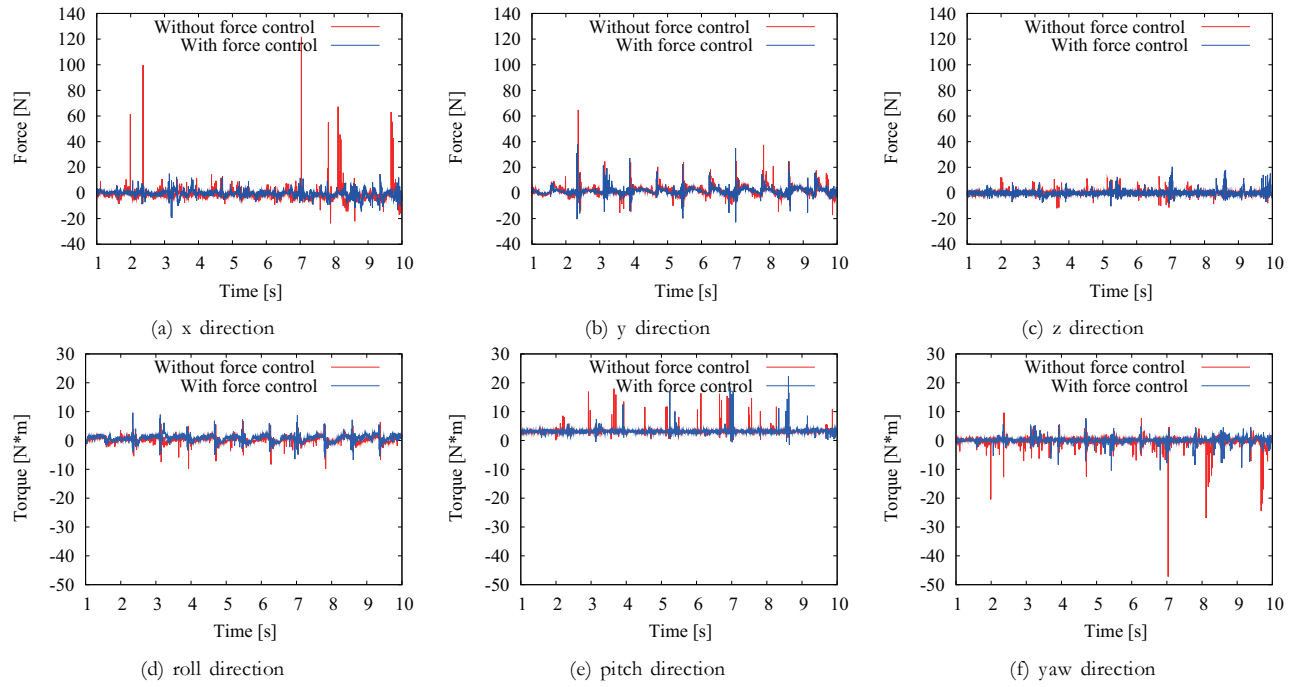 Without force control
With force control
Force [N]
140
120
100
80
60
40
20
0
-20
-40
1 2 3 4 5 6 7 8 9 10
Time [s]
(a) x direction
Without force control
With force control
Force [N]
140
120
100
80
60
40
20
0
-20
-40
1 2 3 4 5 6 7 8 9 10
Time [s]
(b) y direction
Without force control
With force control
Force [N]
140
120
100
80
60
40
20
0
-20
-40
1 2 3 4 5 6 7 8 9 10
Time [s]
(c) z direction
Without force control
With force control
Torque [N*m]
30
20
10
0
-10
-20
-30
-40
-50
1 2 3 4 5 6 7 8 9 10
Time [s]
(d) roll direction
Without force control
With force control
Torque [N*m]
30
20
10
0
-10
-20
-30
-40
-50
1 2 3 4 5 6 7 8 9 10
Time [s]
(e) pitch direction
Without force control
With force control
Torque [N*m]
30
20
10
0
-10
-20
-30
-40
-50
1 2 3 4 5 6 7 8 9 10
Time [s]
(f) yaw direction